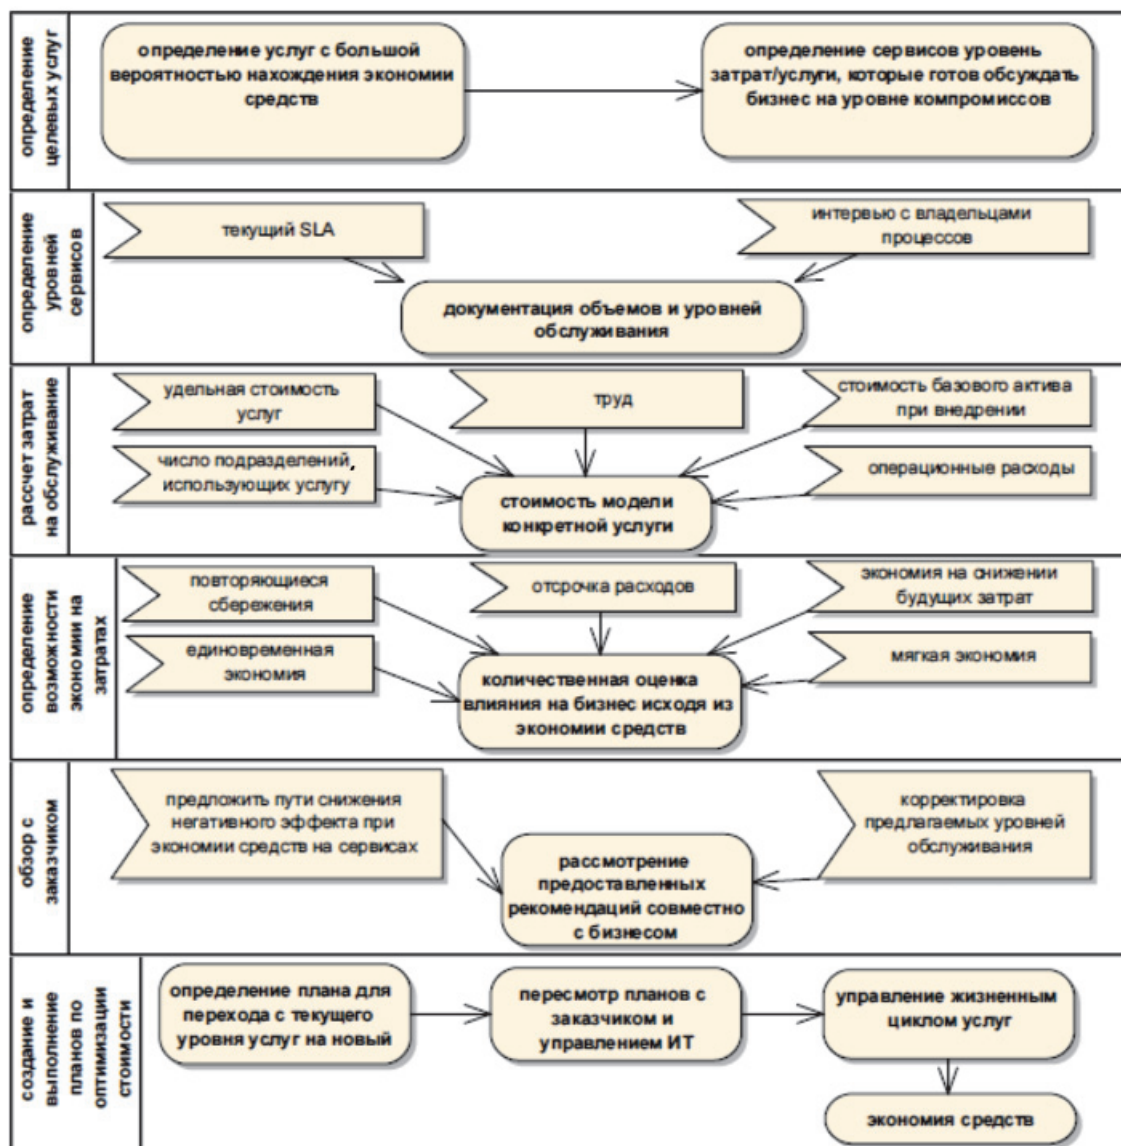 определение
целевых услуг
определение услуг с большой
вероятностью нахождения экономии
средств
определение сервисов уровень
затрат/услуги, которые готов обсуждать
бизнес на уровне компромиссов
определение
уровней
сервисов
текущий SLA
интервью с владельцами
процессов
документация объемов и уровней
обслуживания
рассчет затрат
на обслуживание
удельная стоимость
услуг
труд
стоимость базового актива
при внедрении
число подразделений,
использующих услугу
операционные расходы
стоимость модели
конкретной услуги
определение
возможности
экономии на
затратах
повторяющиеся
сбережения
отсрочка расходов
экономия на снижении
будущих затрат
единовременная
экономия
мягкая экономия
количественная оценка
влияния на бизнес исходя из
экономии средств
обзор с
заказчиком
предложить пути снижения
негативного эффекта при
экономии средств на сервисах
корректировка
предлагаемых уровней
обслуживания
рассмотрение
предоставленных
рекомендаций совместно
с бизнесом
создание и
выполнение
планов по
оптимизации
стоимости
определение плана для
перехода с текущего
уровня услуг на новый
пересмотр планов с
заказчиком и
управлением ИТ
управление жизненным
циклом услуг
экономия средств